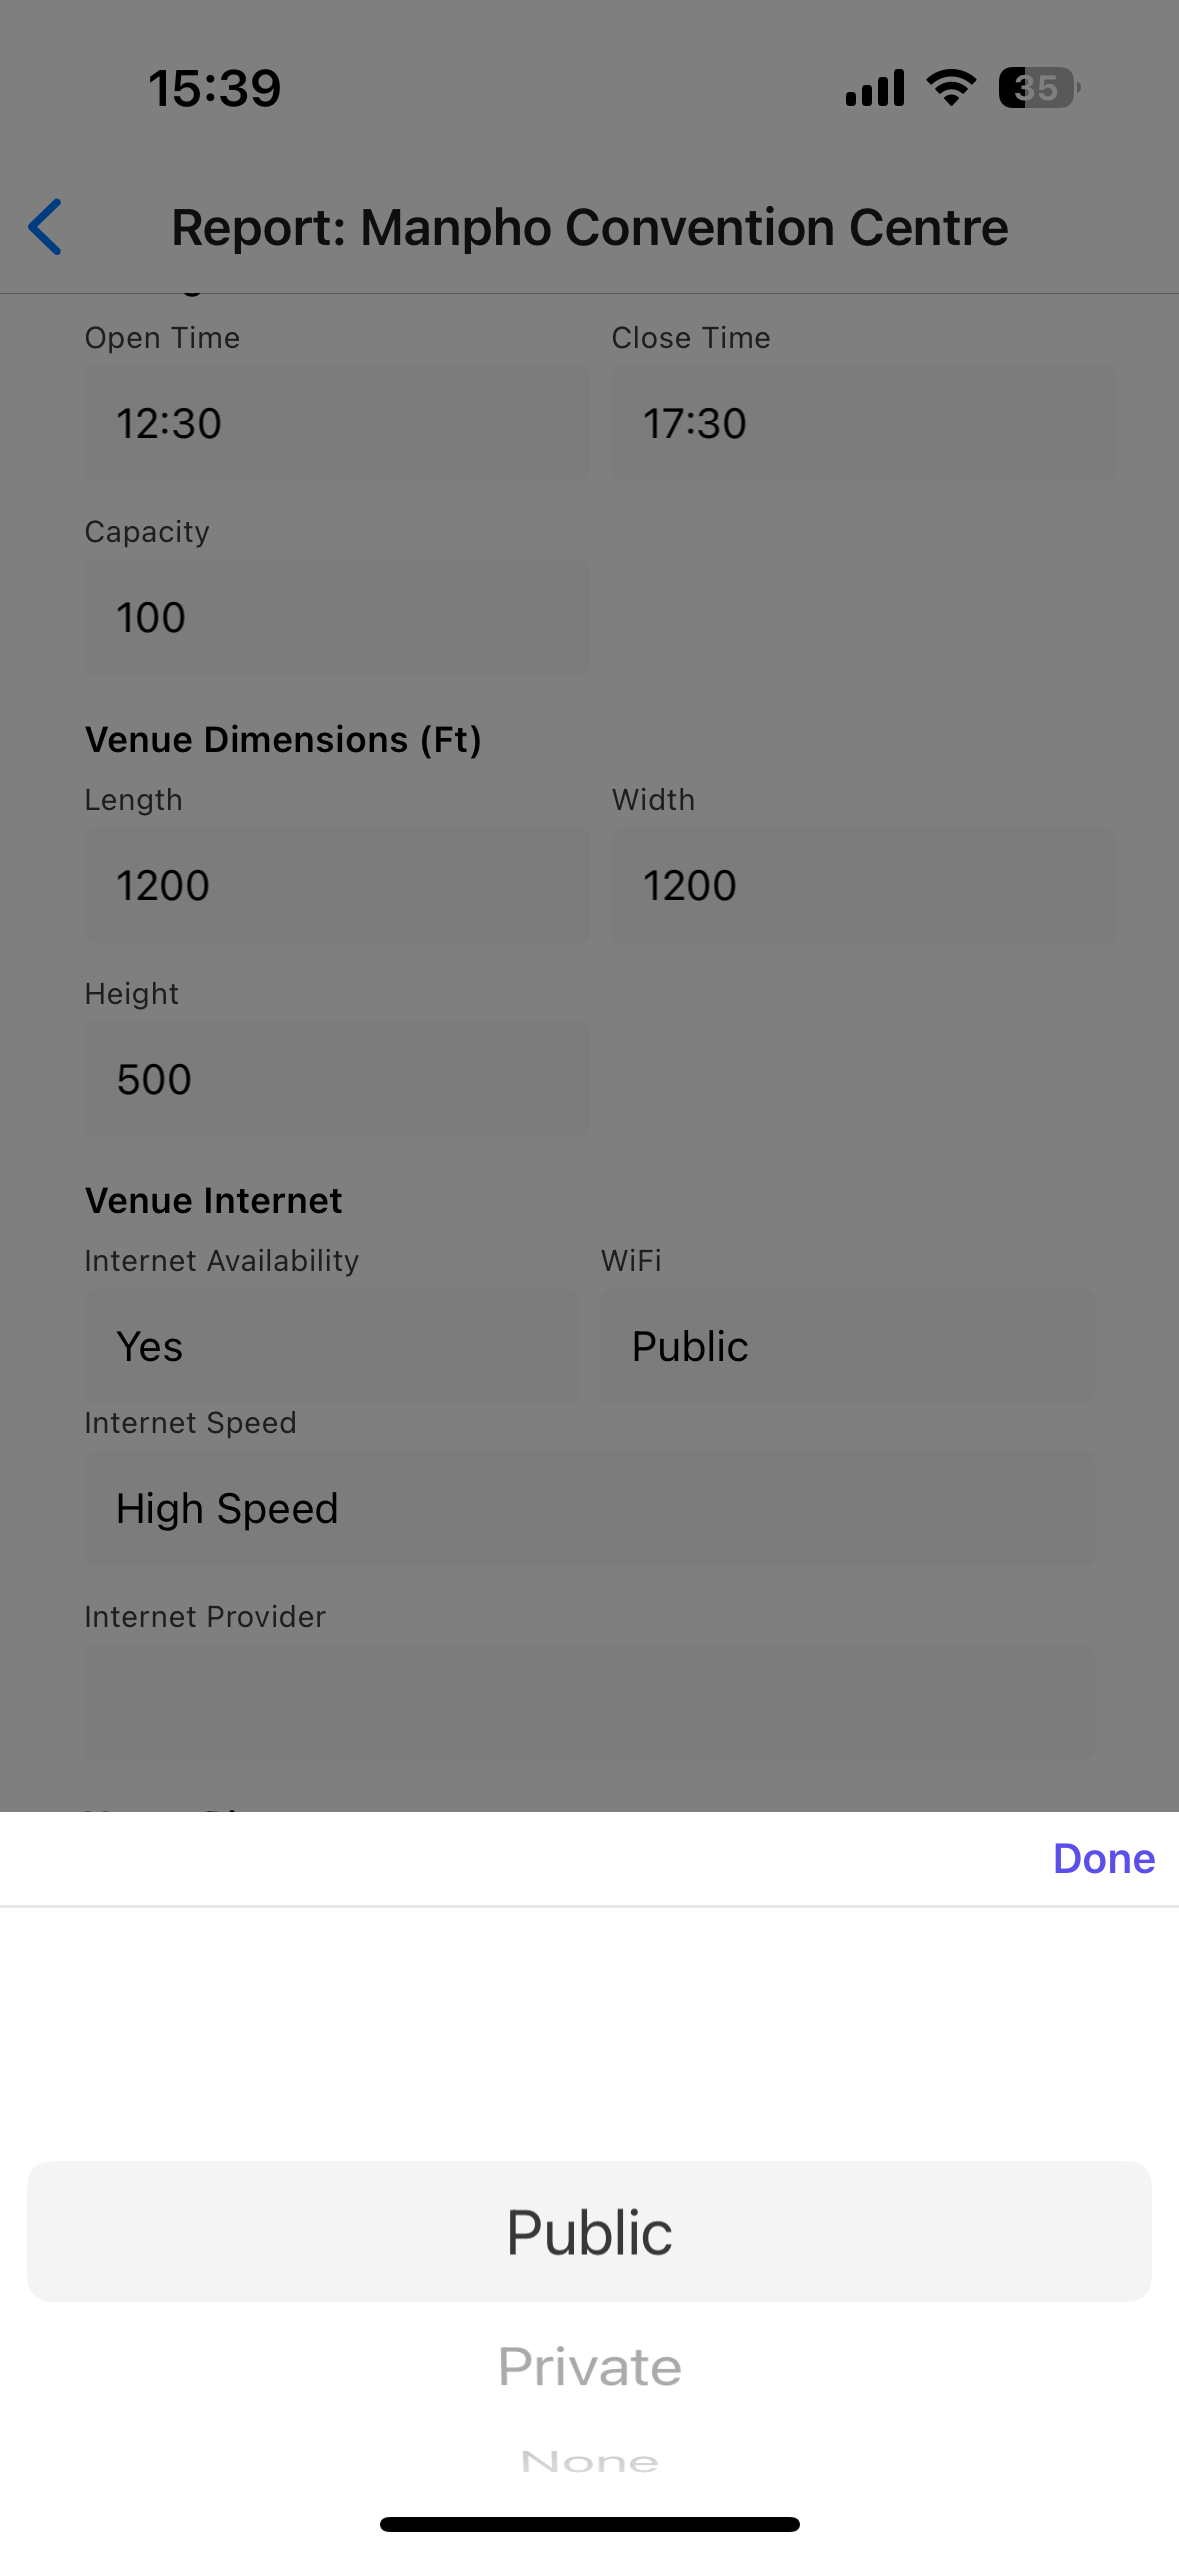 15:39
35
Report: Manpho Convention Centre
Open Time
Close Time
12:30
17:30
Capacity
100
Venue Dimensions (Ft)
Length
Width
1200
1200
Height
500
Venue Internet
Internet Availability
WiFi
Yes
Public
Internet Speed
High Speed
Internet Provider
Done
Public
Private
None